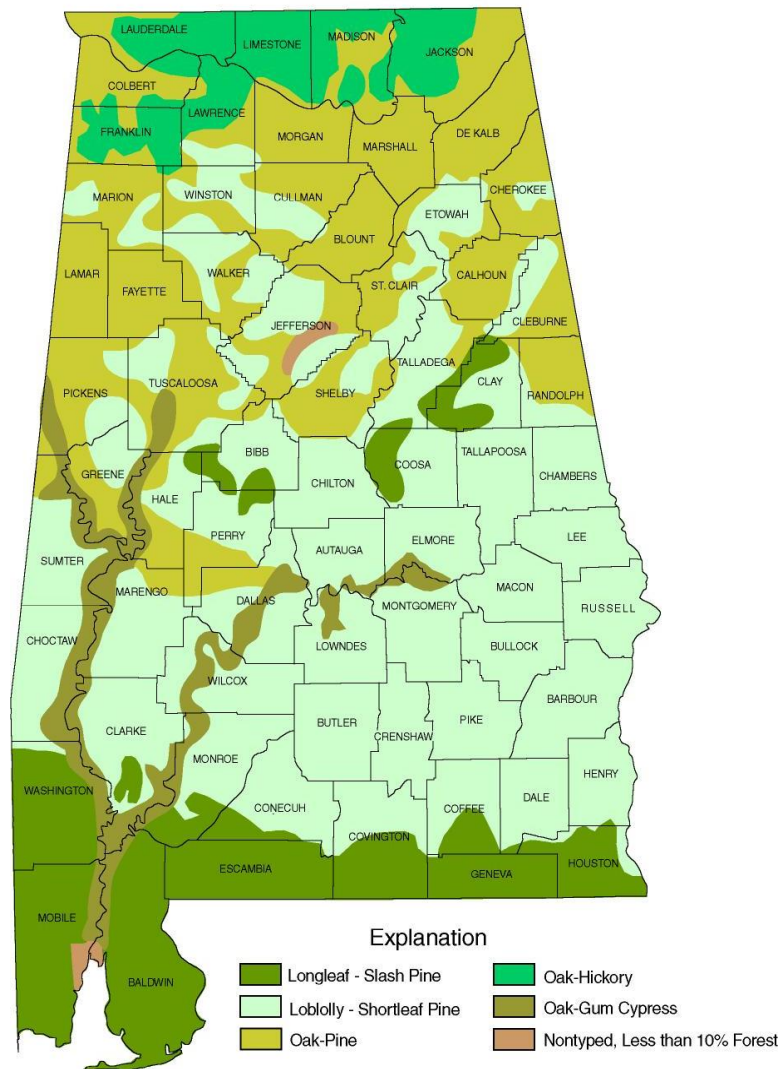 LAUDERDALE
LIMESTONE
MADISON
JACKSON
COLBERT
LAWRENCE
FRANKLIN
MORGAN
MARSHALL
DE KALB
MARION
WINSTON
CULLMAN
CHEROKEE
ETOWAH
BLOUNT
LAMAR
FAYETTE
WALKER
ST. CLAIR
CALHOUN
JEFFERSON
CLEBURNE
TALLADEGA
PICKENS
TUSCALOOSA
SHELBY
CLAY
RANDOLPH
GREENE
HALE
BIBB
CHILTON
COOSA
TALLAPOOSA
CHAMBERS
PERRY
AUTAUGA
ELMORE
LEE
SUMTER
MARENGO
DALLAS
MONTGOMERY
MACON
RUSSELL
CHOCTAW
LOWNDES
BULLOCK
WILCOX
CLARKE
BUTLER
CRENSHAW
PIKE
BARBOUR
MONROE
WASHINGTON
CONECUH
COVINGTON
COFFEE
DALE
HENRY
ESCAMBIA
GENEVA
HOUSTON
MOBILE
BALDWIN
Explanation
Longleaf - Slash Pine
Loblolly - Shortleaf Pine
Oak-Pine
Oak-Hickory
Oak-Gum Cypress
Nontyped, Less than 10% Forest